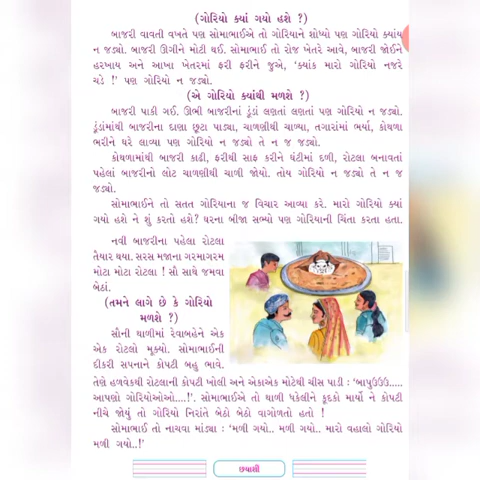 (ગોરિયો ક્યાં ગયો હશે ?)
બાજરી વાવતી વખતે પણ સોમાભાઈએ તો ગોરિયાને શોધ્યો પણ ગોરિયો ક્યાંય
ન જડ્યો. બાજરી ઊગીને મોટી થઈ. સોમાભાઈ તો રોજ ખેતરે આવે, બાજરી જોઈને
હરખાય અને આખા ખેતરમાં ફરી ફરીને જુએ, 'ક્યાંક મારો ગોરિયો નજરે
ચડે !' પણ ગોરિયો ન જડ્યો.
(એ ગોરિયો ક્યાંથી મળશે ?)
બાજરી પાકી ગઈ. ઊભી બાજરીનાં ડૂંડાં લણતાં લણતાં પણ ગોરિયો ન જડ્યો.
ડૂંડાંમાંથી બાજરીના દાણા છૂટા પાડ્યા, ચાળણીથી ચાળ્યા, તગારાંમાં ભર્યા, કોથળા
ભરીને ઘરે લાવ્યા પણ ગોરિયો ન જડ્યો તે ન જ જડ્યો.
કોથળામાંથી બાજરી કાઢી, ફરીથી સાફ કરીને ઘંટીમાં દળી, રોટલા બનાવતાં
પહેલાં બાજરીનો લોટ ચાળણીથી ચાળી જોયો. તોય ગોરિયો ન જડ્યો તે ન જ
જડ્યો.
સોમાભાઈને તો સતત ગોરિયાના જ વિચાર આવ્યા કરે. મારો ગોરિયો ક્યાં
ગયો હશે ને શું કરતો હશે? ઘરના બીજા સભ્યો પણ ગોરિયાની ચિંતા કરતા હતા.
નવી બાજરીના પહેલા રોટલા
તૈયાર થયા. સરસ મજાના ગરમાગરમ
મોટા મોટા રોટલા ! સૌ સાથે જમવા
બેઠાં.
(તમને લાગે છે કે ગોરિયો
મળશે ?)
સૌની થાળીમાં રેવાબહેને એક
એક રોટલો મૂક્યો. સોમાભાઈની
દીકરી સપનાને કોપટી બહુ ભાવે.
તેણે હળવેકથી રોટલાની કોપટી ખોલી અને એકાએક મોટેથી ચીસ પાડી : 'બાપુઉઉઉ.....
આપણો ગોરિયોઓઓ....!'. સોમાભાઈએ તો થાળી ધકેલીને કૂદકો માર્યો ને કોપટી
નીચે જોયું તો ગોરિયો નિરાંતે બેઠો બેઠો વાગોળતો હતો !
સોમાભાઈ તો નાચવા માંડ્યા : 'મળી ગયો.. મળી ગયો.. મારો વહાલો ગોરિયો
મળી ગયો..!'
છયાસી